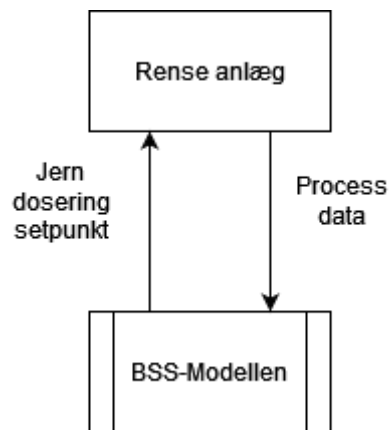 Rense anlæg
Jern
dosering
setpunkt
Process
data
BSS-Modellen